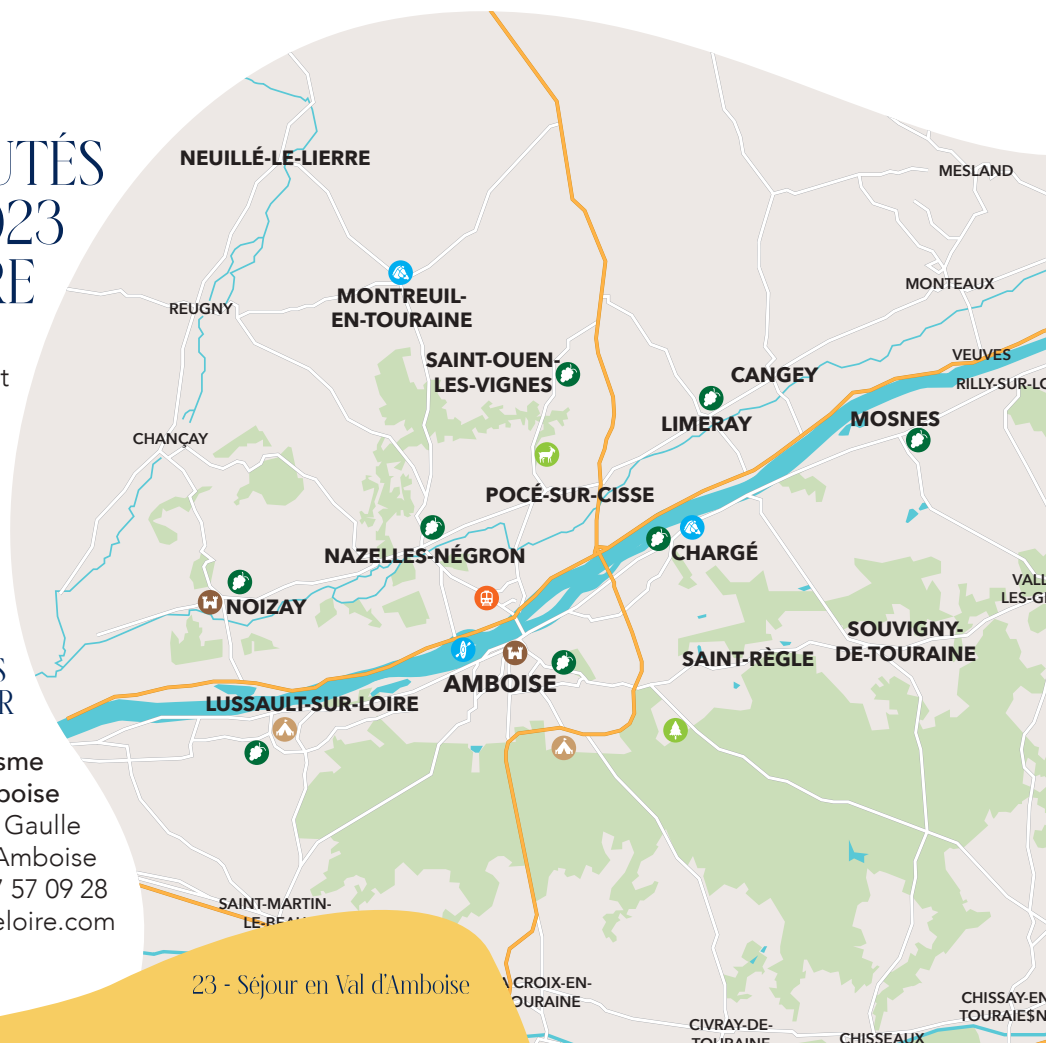 UTÉS
023
RE
t
S
R
sme
boise
Gaulle
Amboise
7 57 09 28
eloire.com
NEUILLÉ-LE-LIERRE
MESLAND
MONTEAUX
REUGNY
MONTREUIL-
EN-TOURAINE
SAINT-OUEN-
LES-VIGNES
CANGEY
VEUVES
RILLY-SUR-LO
LIMERAY
MOSNES
CHANÇAY
POCÉ-SUR-CISSE
NAZELLES-NÉGRON
CHARGÉ
NOIZAY
VALL
LES-G
SOUVIGNY-
DE-TOURAINE
SAINT-RÈGLE
AMBOISE
LUSSAULT-SUR-LOIRE
SAINT-MARTIN-
LE-BEAU
23 - Séjour en Val d'Amboise
CROIX-EN-
OURAINE
CIVRAY-DE-
TOURAINE
CHISSEAUX
CHISSAY-EN
TOURAIE$N